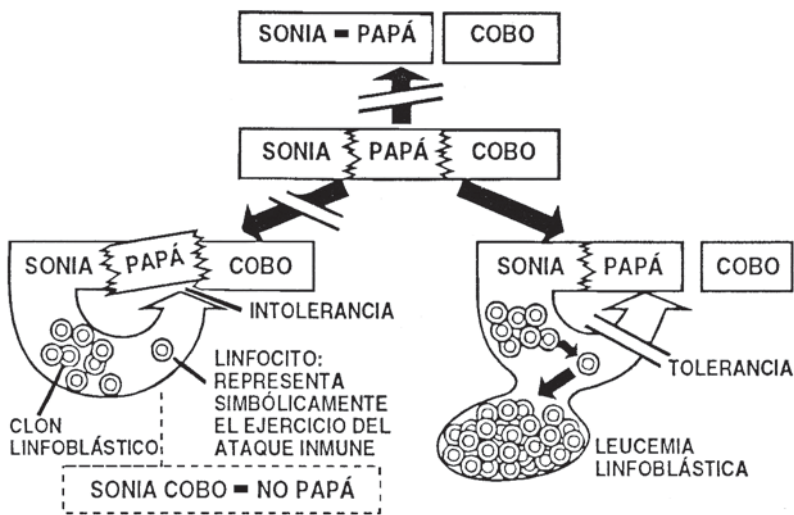 SONIA = PAPÁ COBO
SONIA PAPÁ COBO
SONIA PAPÁ COBO
INTOLERANCIA
LINFOCITO:
REPRESENTA
SIMBÓLICAMENTE
EL EJERCICIO DEL
ATAQUE INMUNE
CLON
LINFOBLÁSTICO
SONIA COBO = NO PAPÁ
SONIA PAPÁ COBO
TOLERANCIA
LEUCEMIA
LINFOBLÁSTICA